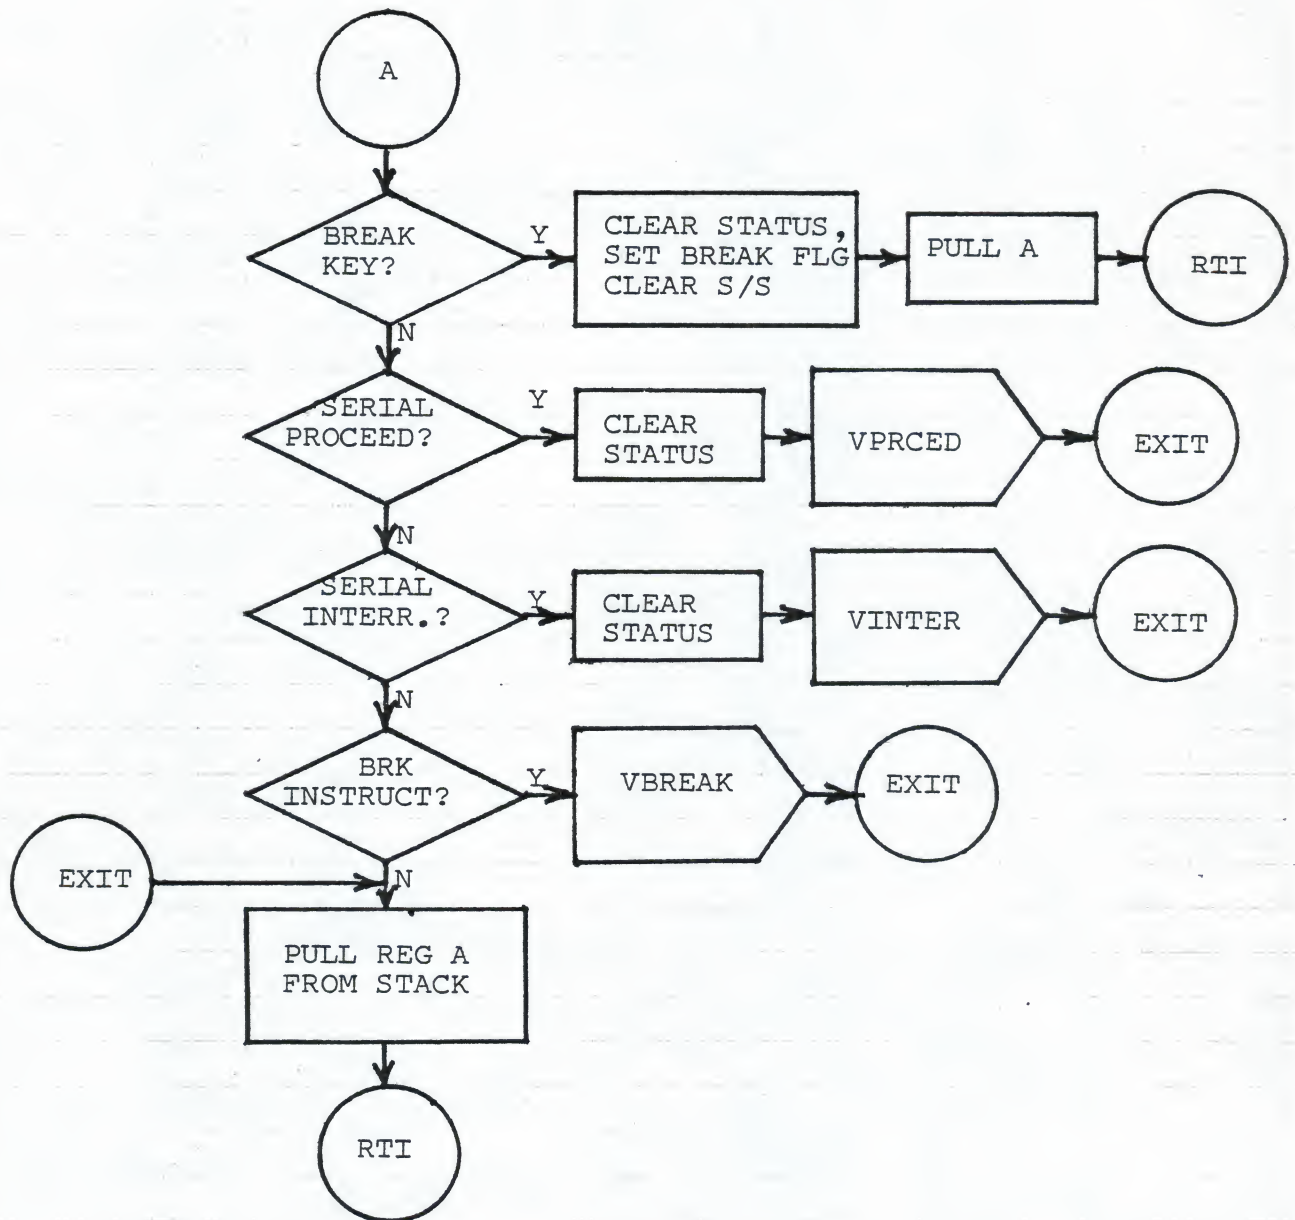 A
BREAK
KEY?
Y
CLEAR STATUS,
SET BREAK FLG
CLEAR S/S
PULL A
RTI
N
SERIAL
PROCEED?
Y
CLEAR
STATUS
VPRCED
EXIT
N
SERIAL
INTERR.?
Y
CLEAR
STATUS
VINTER
EXIT
N
BRK
INSTRUCT?
Y
VBREAK
EXIT
EXIT
N
PULL REG A
FROM STACK
RTI